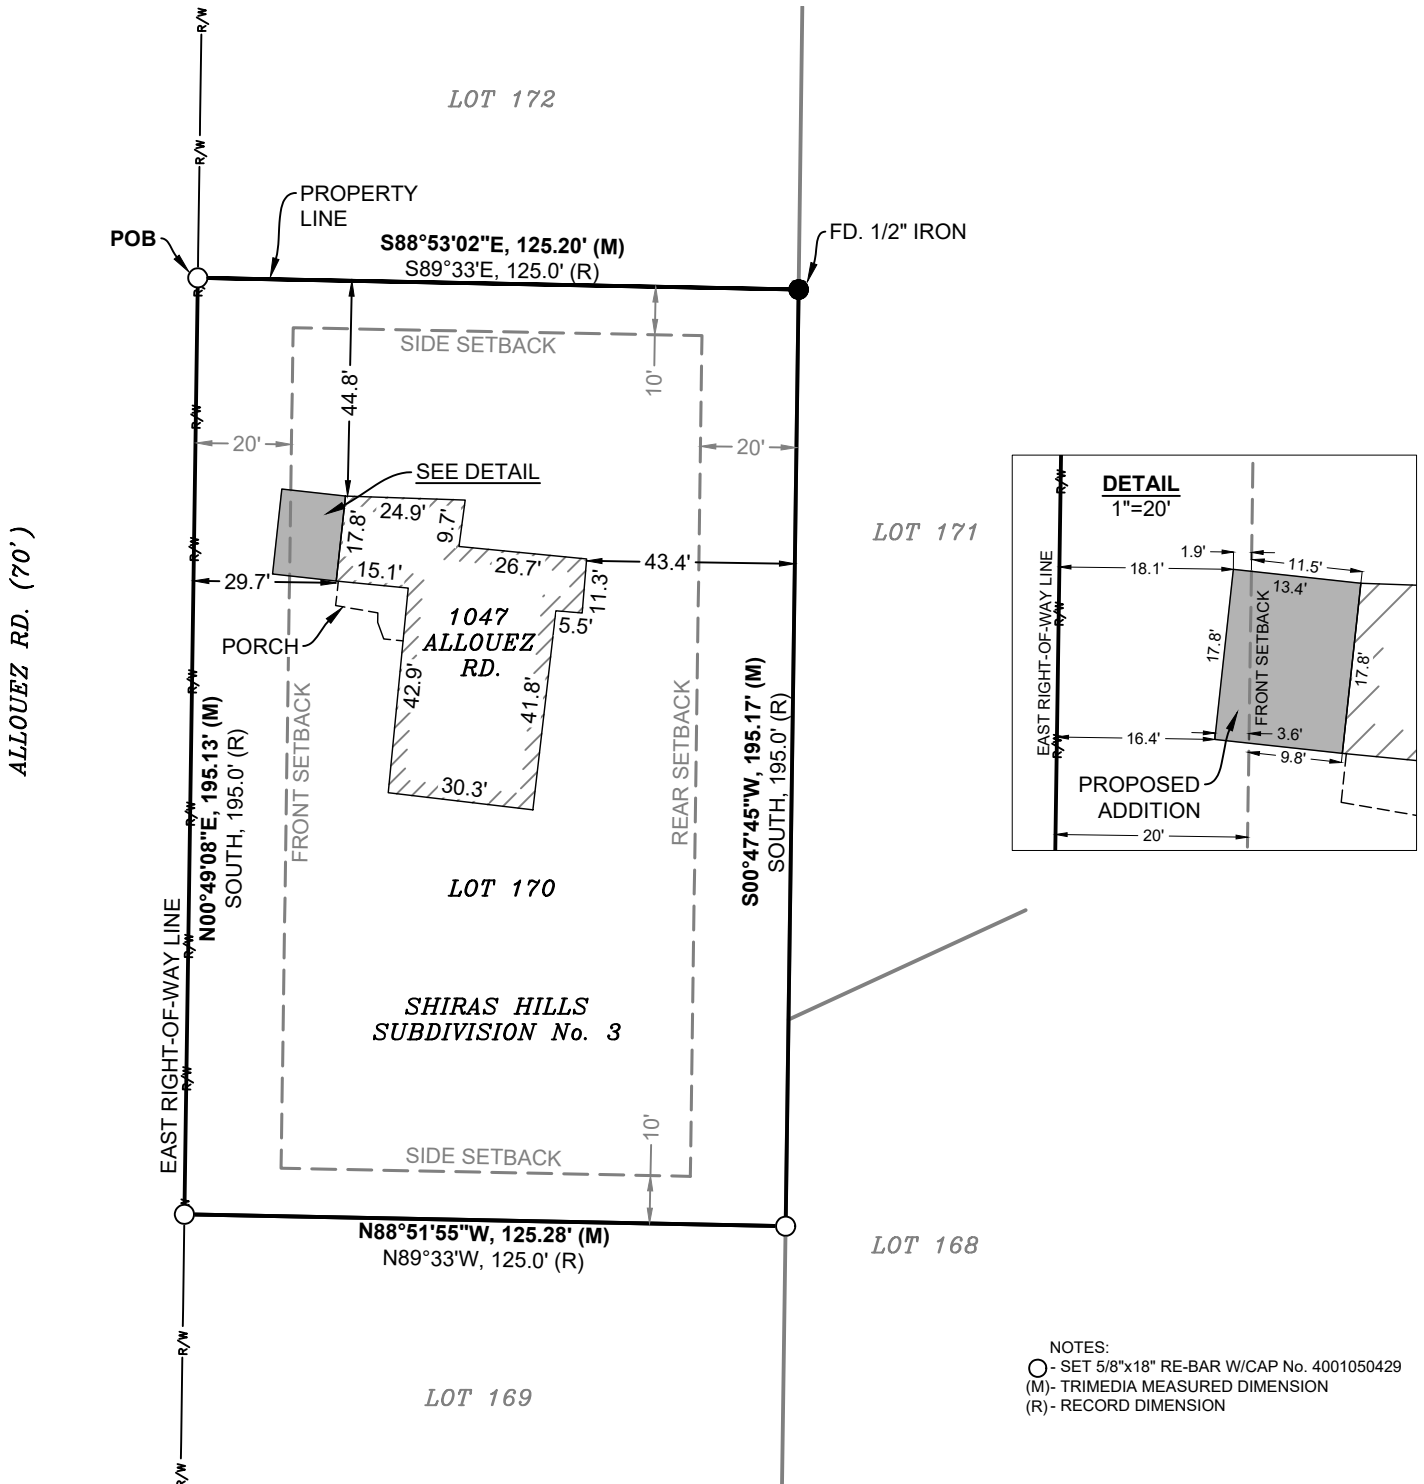 R/W
LOT 172
R/W
PROPERTY
LINE
POB
S88°53'02"E, 125.20' (M)
S89°33'E, 125.0' (R)
FD. 1/2" IRON
R/W
SIDE SETBACK
10'
44.8'
R/W
20'
20'
SEE DETAIL
24.9'
9.7'
17.8'
R/W
15.1'
26.7'
43.4'
29.7'
11.3'
5.5'
1047
ALLOUEZ
RD.
PORCH
42.9'
41.8'
30.3'
R/W
ALLOUEZ RD. (70')
LOT 171
N00°49'08"E, 195.13' (M)
SOUTH, 195.0' (R)
FRONT SETBACK
REAR SETBACK
S00°47'45"W, 195.17' (M)
SOUTH, 195.0' (R)
R/W
LOT 170
EAST RIGHT-OF-WAY LINE
R/W
SHIRAS HILLS
SUBDIVISION No. 3
R/W
10'
SIDE SETBACK
N88°51'55"W, 125.28' (M)
N89°33'W, 125.0' (R)
LOT 168
R/W
LOT 169
R/W
R/W
DETAIL
1"=20'
1.9'
11.5'
18.1'
13.4'
R/W
17.8'
17.8'
EAST RIGHT-OF-WAY LINE
FRONT SETBACK
R/W
16.4'
3.6'
9.8'
PROPOSED
ADDITION
20'
NOTES:
- SET 5/8"x18" RE-BAR W/CAP No. 4001050429
(M)- TRIMEDIA MEASURED DIMENSION
(R)- RECORD DIMENSION